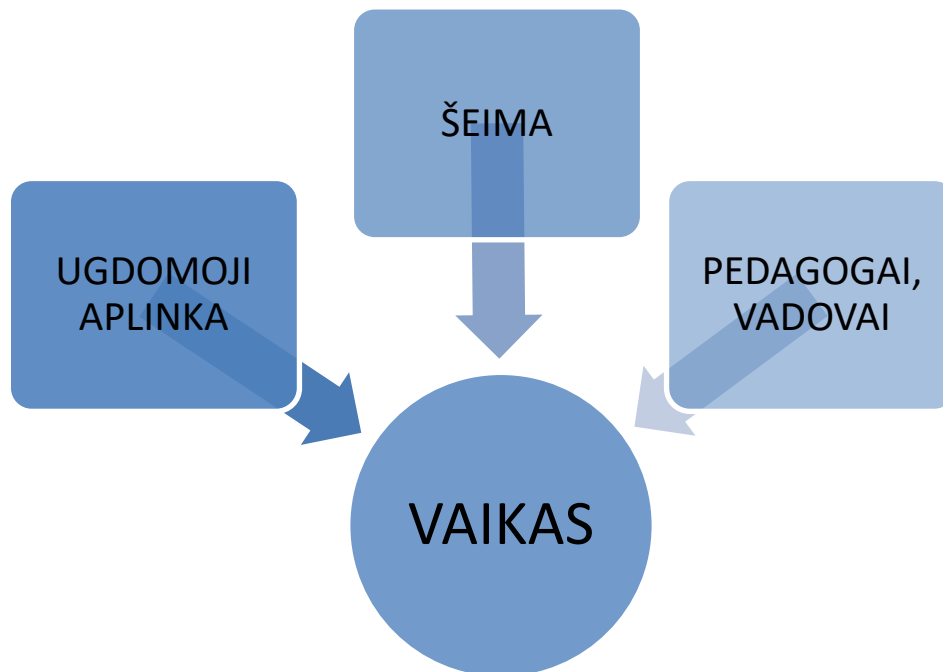 ŠEIMA
UGDOMOJI
APLINKA
PEDAGOGAI,
VADOVAI
VAIKAS